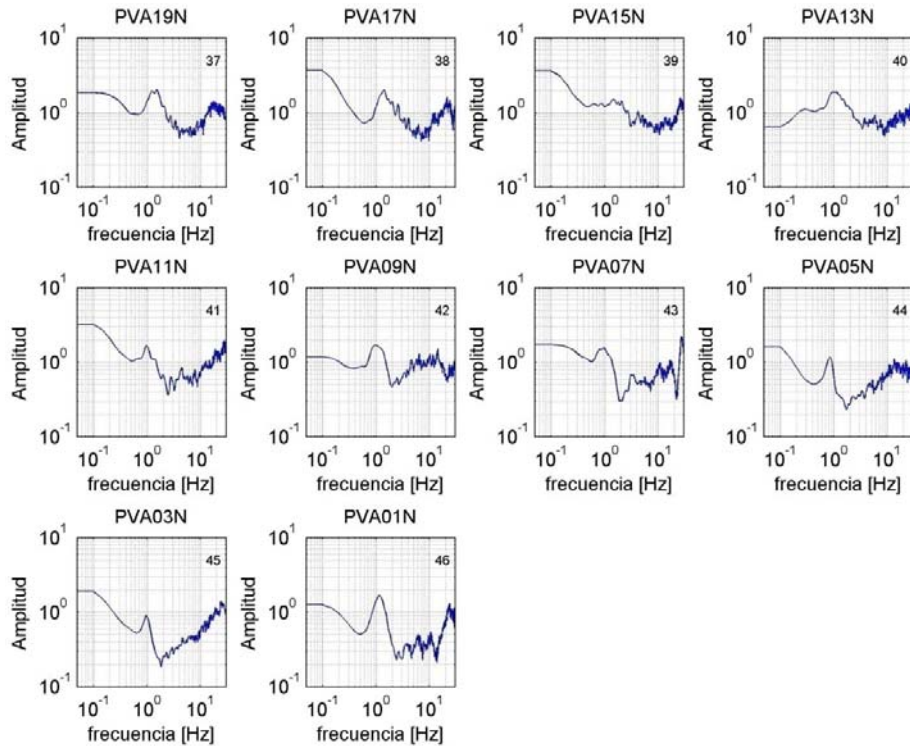 PVA19N
PVA17N
PVA15N
PVA13N
10^1
10^0
10^-1
Amplitud
37
10^-1 10^0 10^1
frecuencia [Hz]
10^1
10^0
10^-1
Amplitud
38
10^-1 10^0 10^1
frecuencia [Hz]
10^1
10^0
10^-1
Amplitud
39
10^-1 10^0 10^1
frecuencia [Hz]
10^1
10^0
10^-1
Amplitud
40
10^-1 10^0 10^1
frecuencia [Hz]
PVA11N
PVA09N
PVA07N
PVA05N
10^1
10^0
10^-1
Amplitud
41
10^-1 10^0 10^1
frecuencia [Hz]
10^1
10^0
10^-1
Amplitud
42
10^-1 10^0 10^1
frecuencia [Hz]
10^1
10^0
10^-1
Amplitud
43
10^-1 10^0 10^1
frecuencia [Hz]
10^1
10^0
10^-1
Amplitud
44
10^-1 10^0 10^1
frecuencia [Hz]
PVA03N
PVA01N
10^1
10^0
10^-1
Amplitud
45
10^-1 10^0 10^1
frecuencia [Hz]
10^1
10^0
10^-1
Amplitud
46
10^-1 10^0 10^1
frecuencia [Hz]